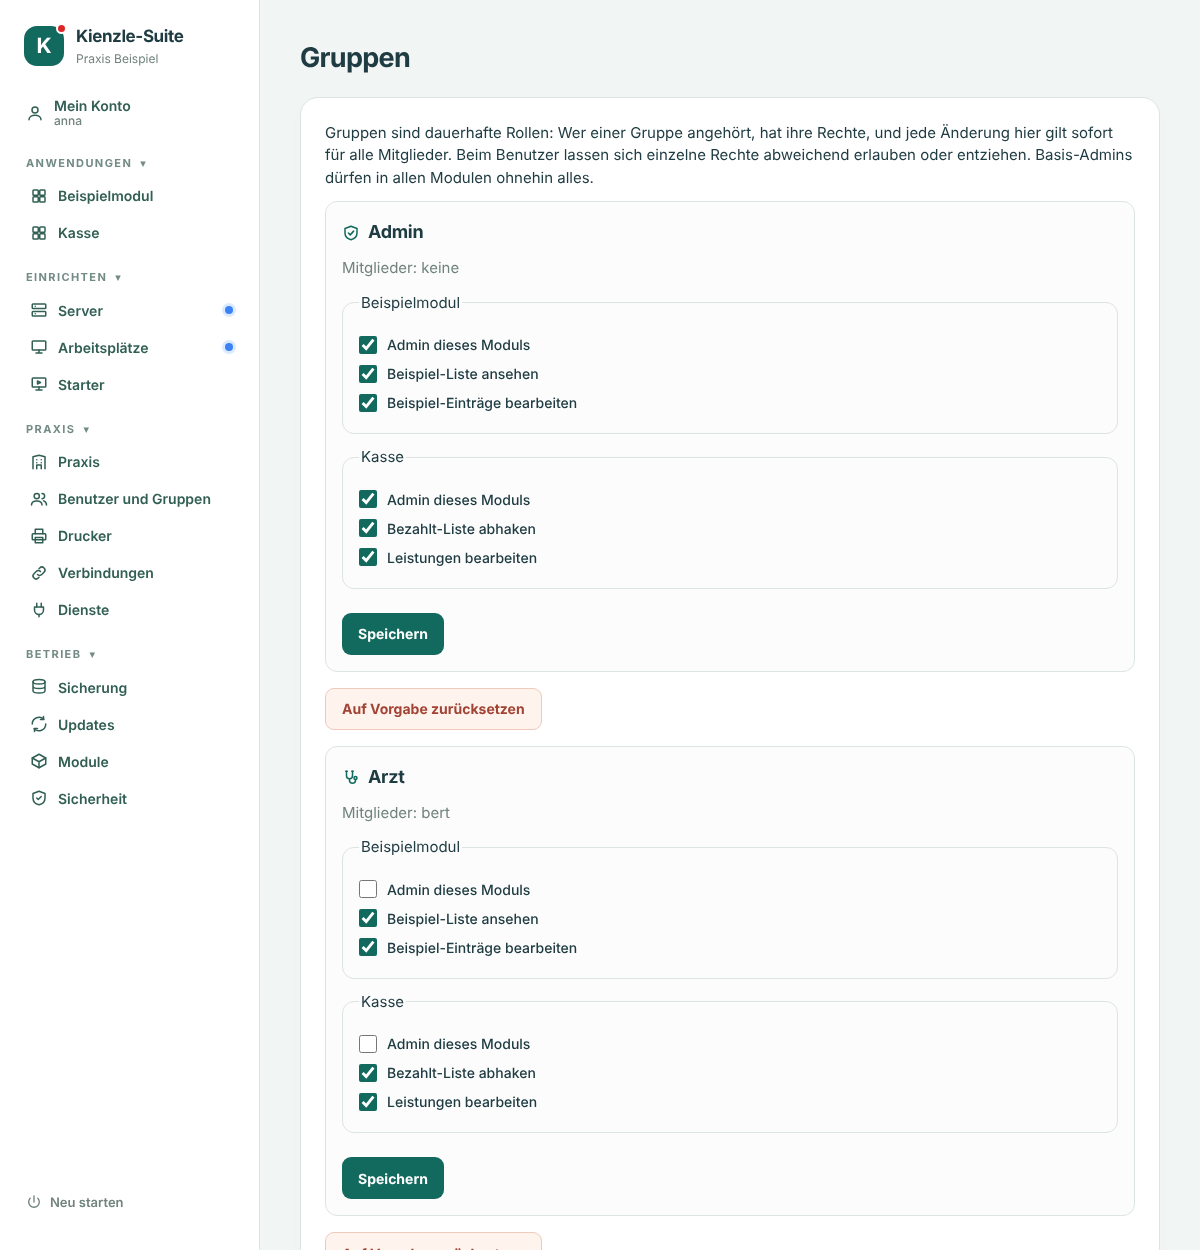 K
Kienzle-Suite
Praxis Beispiel
Mein Konto
anna
ANWENDUNGEN ▾
Beispielmodul
Kasse
EINRICHTEN ▾
Server
Arbeitsplätze
Starter
PRAXIS ▾
Praxis
Benutzer und Gruppen
Drucker
Verbindungen
Dienste
BETRIEB ▾
Sicherung
Updates
Module
Sicherheit
Neu starten
Gruppen
Gruppen sind dauerhafte Rollen: Wer einer Gruppe angehört, hat ihre Rechte, und jede Änderung hier gilt sofort
für alle Mitglieder. Beim Benutzer lassen sich einzelne Rechte abweichend erlauben oder entziehen. Basis-Admins
dürfen in allen Modulen ohnehin alles.
Admin
Mitglieder: keine
Beispielmodul
Admin dieses Moduls
Beispiel-Liste ansehen
Beispiel-Einträge bearbeiten
Kasse
Admin dieses Moduls
Bezahlt-Liste abhaken
Leistungen bearbeiten
Speichern
Auf Vorgabe zurücksetzen
Arzt
Mitglieder: bert
Beispielmodul
Admin dieses Moduls
Beispiel-Liste ansehen
Beispiel-Einträge bearbeiten
Kasse
Admin dieses Moduls
Bezahlt-Liste abhaken
Leistungen bearbeiten
Speichern